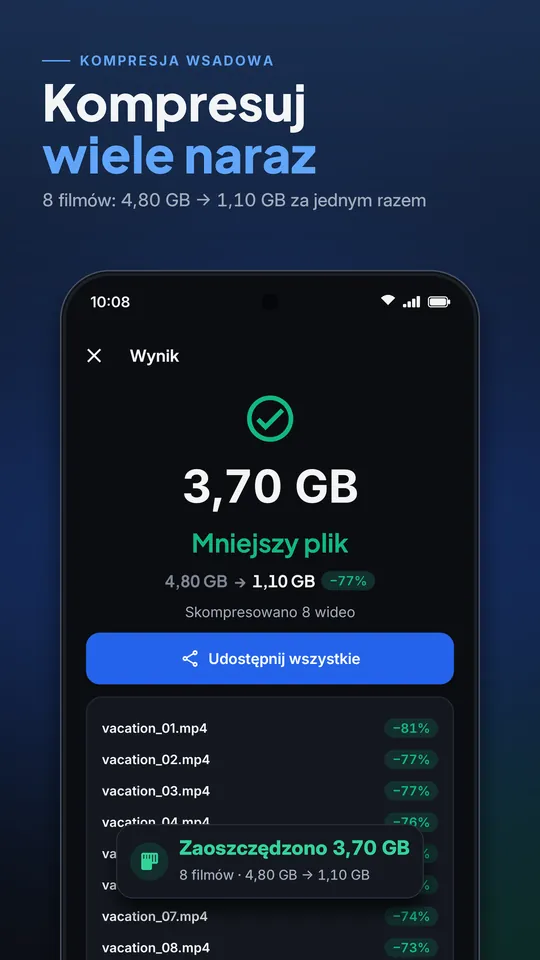 KOMPRESJA WSADOWA
Kompresuj
wiele naraz
8 filmów: 4,80 GB → 1,10 GB za jednym razem
10:08
Wynik
3,70 GB
Mniejszy plik
4,80 GB → 1,10 GB −77%
Skompresowano 8 wideo
Udostępnij wszystkie
vacation_01.mp4 −81%
vacation_02.mp4 −77%
vacation_03.mp4 −77%
vacation_04.mp4 −76%
Zaoszczędzono 3,70 GB
8 filmów · 4,80 GB → 1,10 GB
vacation_07.mp4 −74%
vacation_08.mp4 −73%